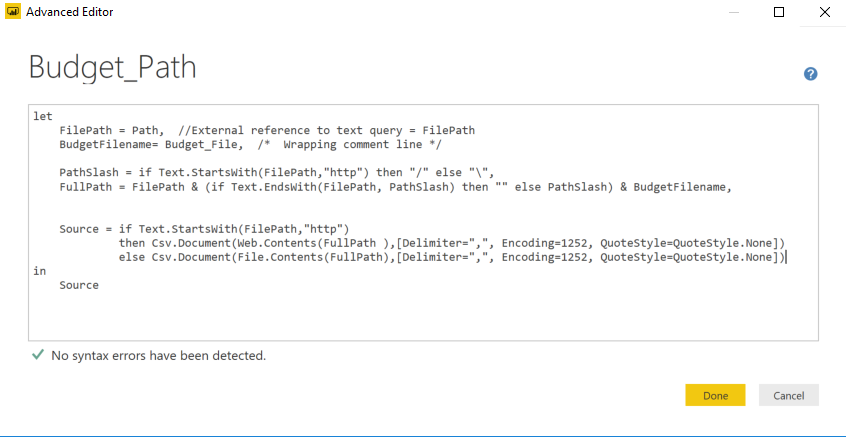 Advanced Editor
Budget_Path
let
    FilePath = Path,  //External reference to text query = FilePath
    BudgetFilename= Budget_File,  /*  Wrapping comment line */
    PathSlash = if Text.StartsWith(FilePath,"http") then "/" else "\",
    FullPath = FilePath & (if Text.EndsWith(FilePath, PathSlash) then "" else PathSlash) & BudgetFilename,
    Source = if Text.StartsWith(FilePath,"http")
             then Csv.Document(Web.Contents(FullPath ),[Delimiter=",", Encoding=1252, QuoteStyle=QuoteStyle.None])
             else Csv.Document(File.Contents(FullPath),[Delimiter=",", Encoding=1252, QuoteStyle=QuoteStyle.None])
in
    Source
No syntax errors have been detected.
Done
Cancel